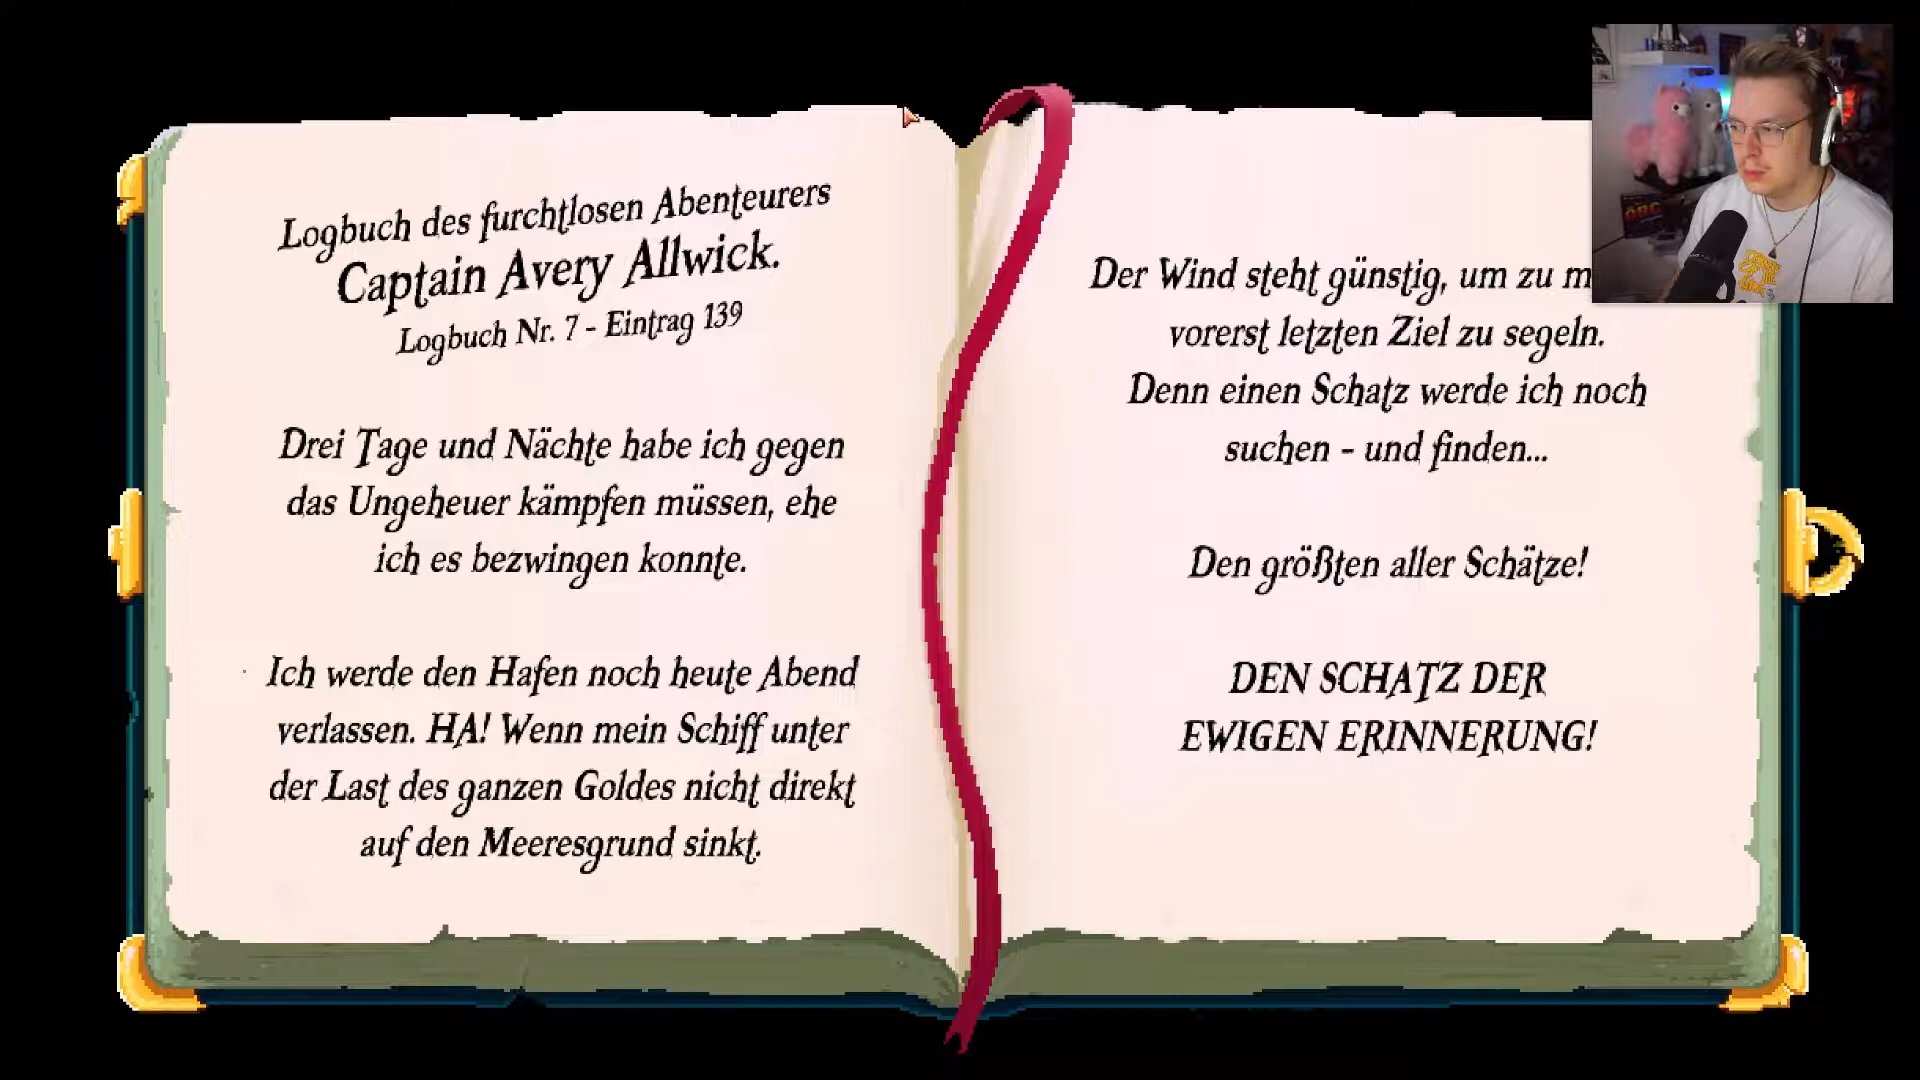 Logbuch des furchtlosen Abenteurers
Captain Avery Allwick.
Logbuch Nr. 7 - Eintrag 139
Drei Tage und Nächte habe ich gegen
das Ungeheuer kämpfen müssen, ehe
ich es bezwingen konnte.
Ich werde den Hafen noch heute Abend
verlassen. HA! Wenn mein Schiff unter
der Last des ganzen Goldes nicht direkt
auf den Meeresgrund sinkt.
Der Wind steht günstig, um zu
vorerst letzten Ziel zu segeln.
Denn einen Schatz werde ich noch
suchen - und finden...
Den größten aller Schätze!
DEN SCHATZ DER
EWIGEN ERINNERUNG!